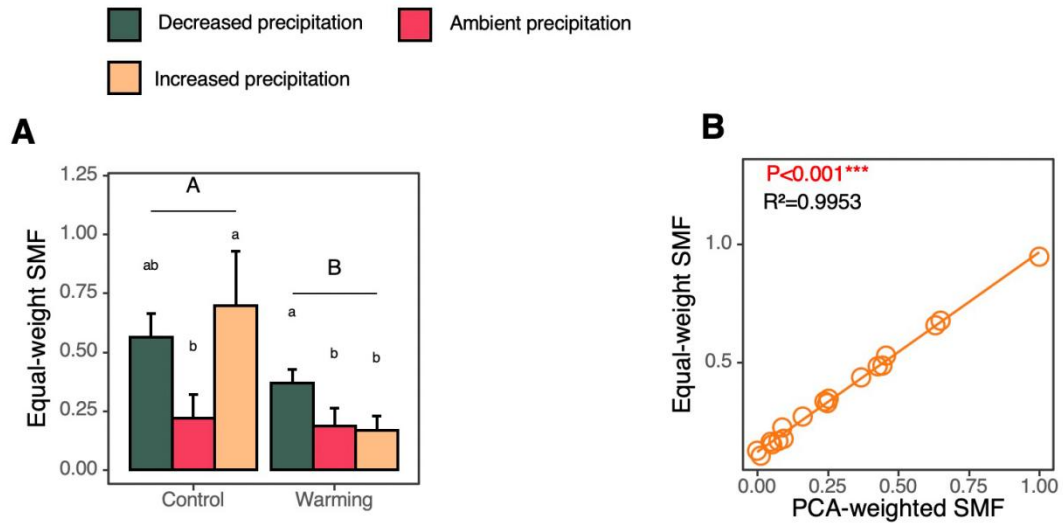 Decreased precipitation
Ambient precipitation
Increased precipitation
A
Equal-weight SMF
1.25
1.00
0.75
0.50
0.25
0.00
A
ab
b
a
B
a
b
b
Control
Warming
B
Equal-weight SMF
P<0.001***
R²=0.9953
1.0
0.5
0.00
0.25
0.50
0.75
1.00
PCA-weighted SMF